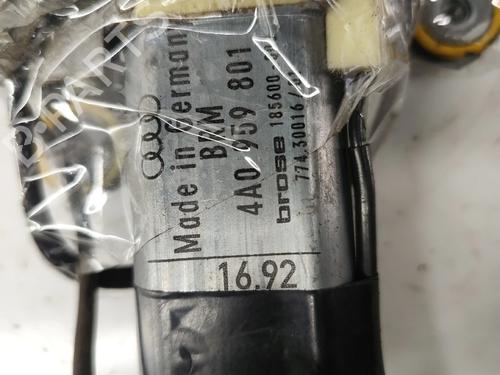 Made in Germany
BKM
4A0 959 801
brose 185600
774.30016/
16.92